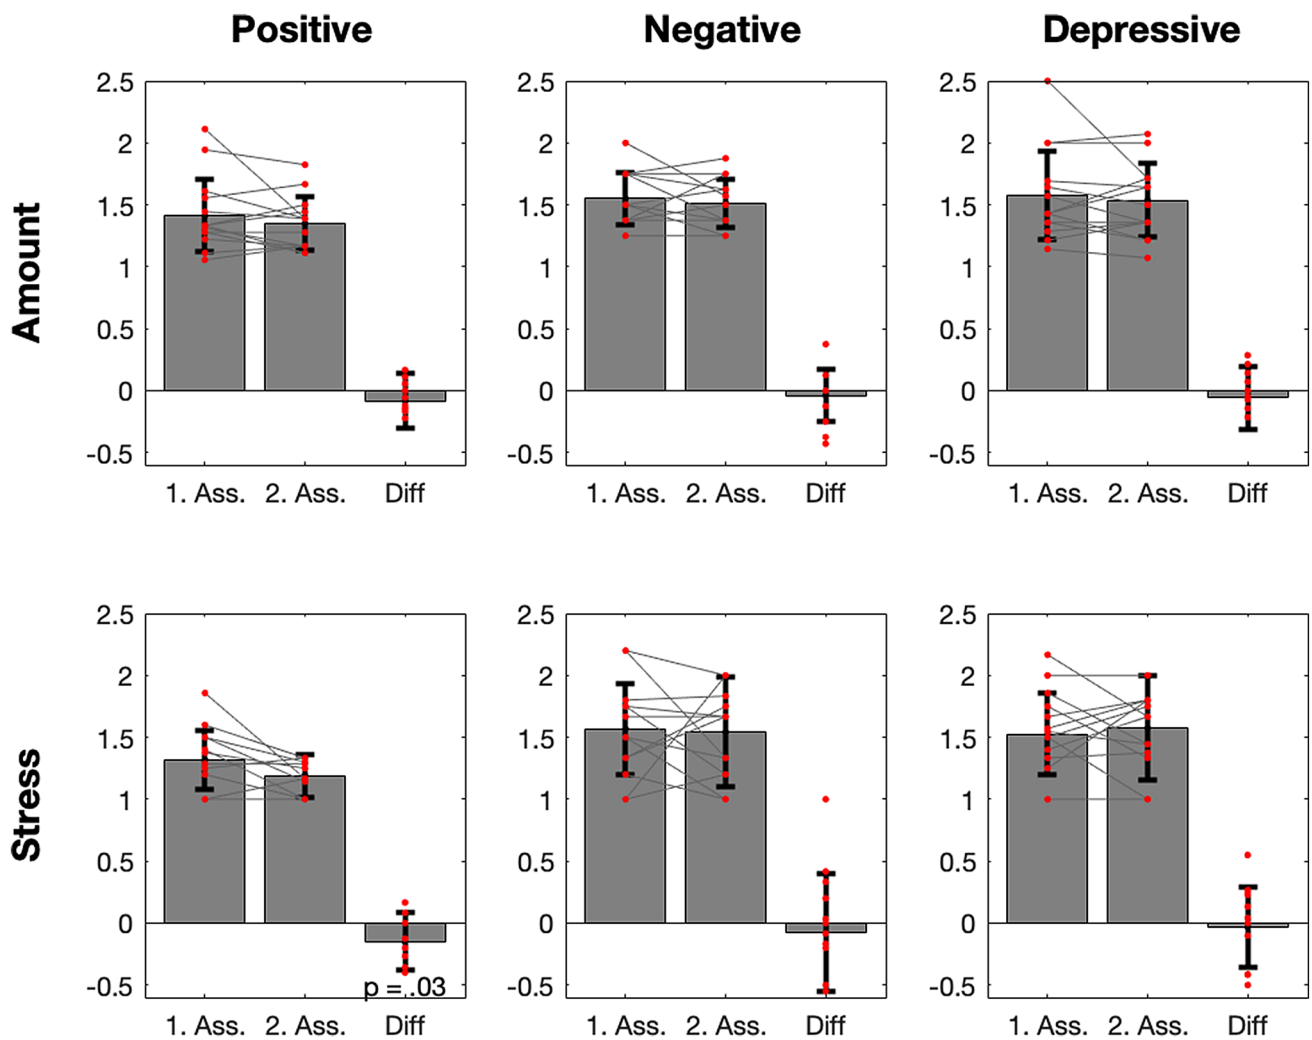 Positive Negative Depressive
Amount
2.5 2.5 2.5
2 2 2
1.5 1.5 1.5
1 1 1
0.5 0.5 0.5
0 0 0
-0.5 -0.5 -0.5
1. Ass. 2. Ass. Diff 1. Ass. 2. Ass. Diff 1. Ass. 2. Ass. Diff
Stress
2.5 2.5 2.5
2 2 2
1.5 1.5 1.5
1 1 1
0.5 0.5 0.5
0 0 0
-0.5 p = .03 -0.5 -0.5
1. Ass. 2. Ass. Diff 1. Ass. 2. Ass. Diff 1. Ass. 2. Ass. Diff